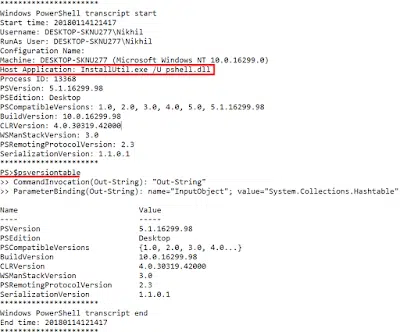 **********************
Windows PowerShell transcript start
Start time: 20180114121417
Username: DESKTOP-SKNU277\Nikhil
RunAs User: DESKTOP-SKNU277\Nikhil
Configuration Name:
Machine: DESKTOP-SKNU277 (Microsoft Windows NT 10.0.16299.0)
Host Application: InstallUtil.exe /U pshell.dll
Process ID: 13368
PSVersion: 5.1.16299.98
PSEdition: Desktop
PSCompatibleVersions: 1.0, 2.0, 3.0, 4.0, 5.0, 5.1.16299.98
BuildVersion: 10.0.16299.98
CLRVersion: 4.0.30319.42000
WSManStackVersion: 3.0
PSRemotingProtocolVersion: 2.3
SerializationVersion: 1.1.0.1
**********************
PS>$psversiontable
>> CommandInvocation(Out-String): "Out-String"
>> ParameterBinding(Out-String): name="InputObject"; value="System.Collections.Hashtable"
Name Value
---- -----
PSVersion 5.1.16299.98
PSEdition Desktop
PSCompatibleVersions {1.0, 2.0, 3.0, 4.0...}
BuildVersion 10.0.16299.98
CLRVersion 4.0.30319.42000
WSManStackVersion 3.0
PSRemotingProtocolVersion 2.3
SerializationVersion 1.1.0.1
**********************
Windows PowerShell transcript end
End time: 20180114121417
**********************